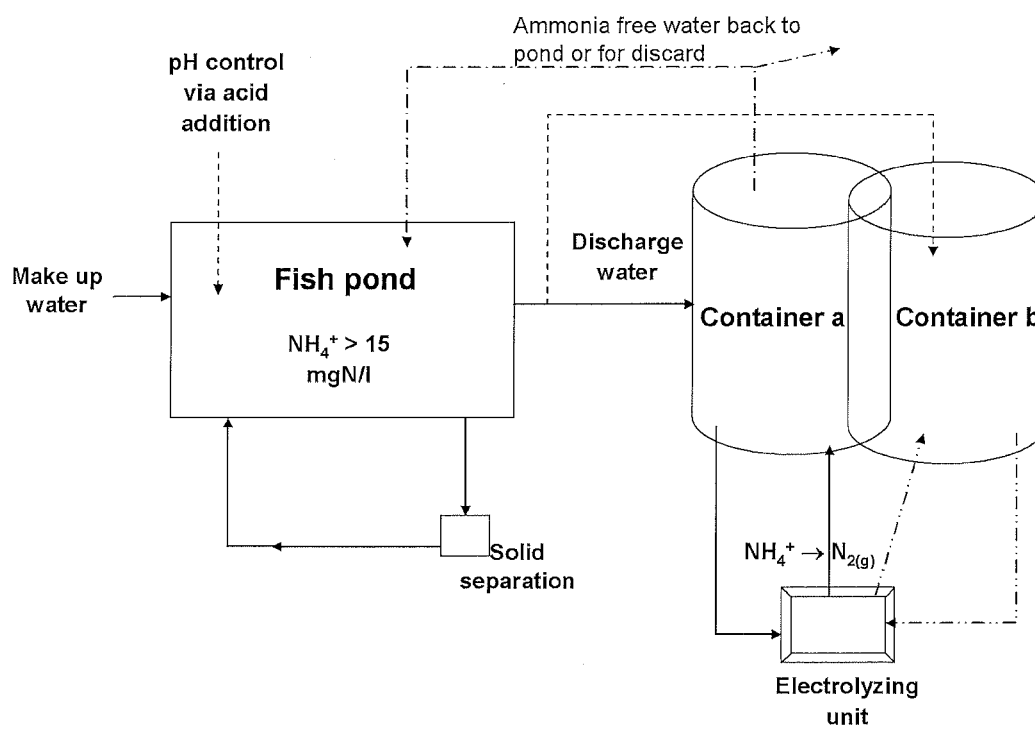 Ammonia free water back to
pond or for discard
pH control
via acid
addition
Make up
water
Fish pond
NH₄⁺ > 15
mgN/l
Discharge
water
Container a
Container b
Solid
separation
NH₄⁺ → N₂(g)
Electrolyzing
unit